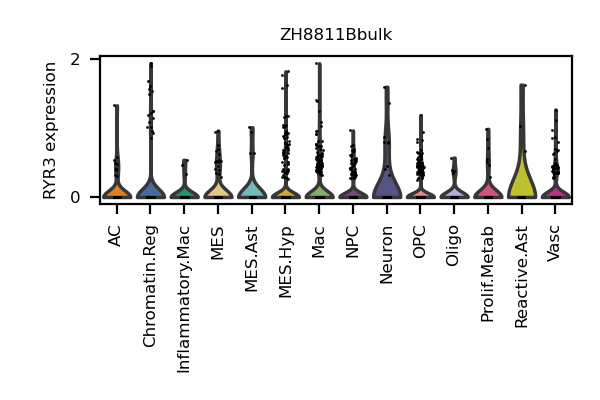 ZH8811Bbulk
RYR3 expression
2
0
AC
Chromatin.Reg
Inflammatory.Mac
MES
MES.Ast
MES.Hyp
Mac
NPC
Neuron
OPC
Oligo
Prolif.Metab
Reactive.Ast
Vasc